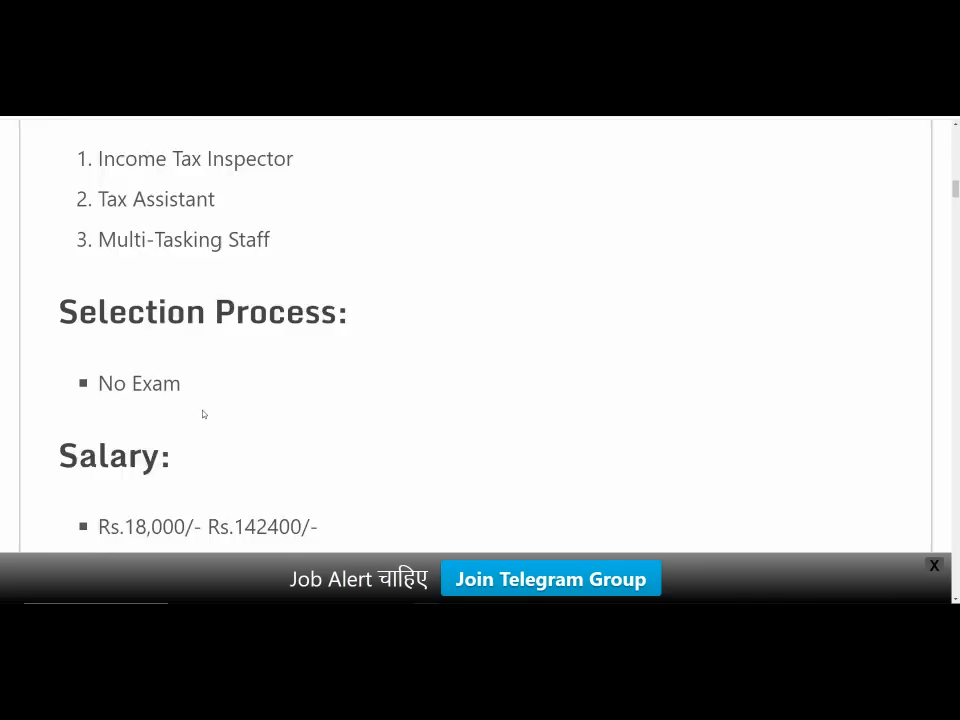 1. Income Tax Inspector
2. Tax Assistant
3. Multi-Tasking Staff
Selection Process:
▪ No Exam
Salary:
▪ Rs.18,000/- Rs.142400/-
Job Alert चाहिए Join Telegram Group
X